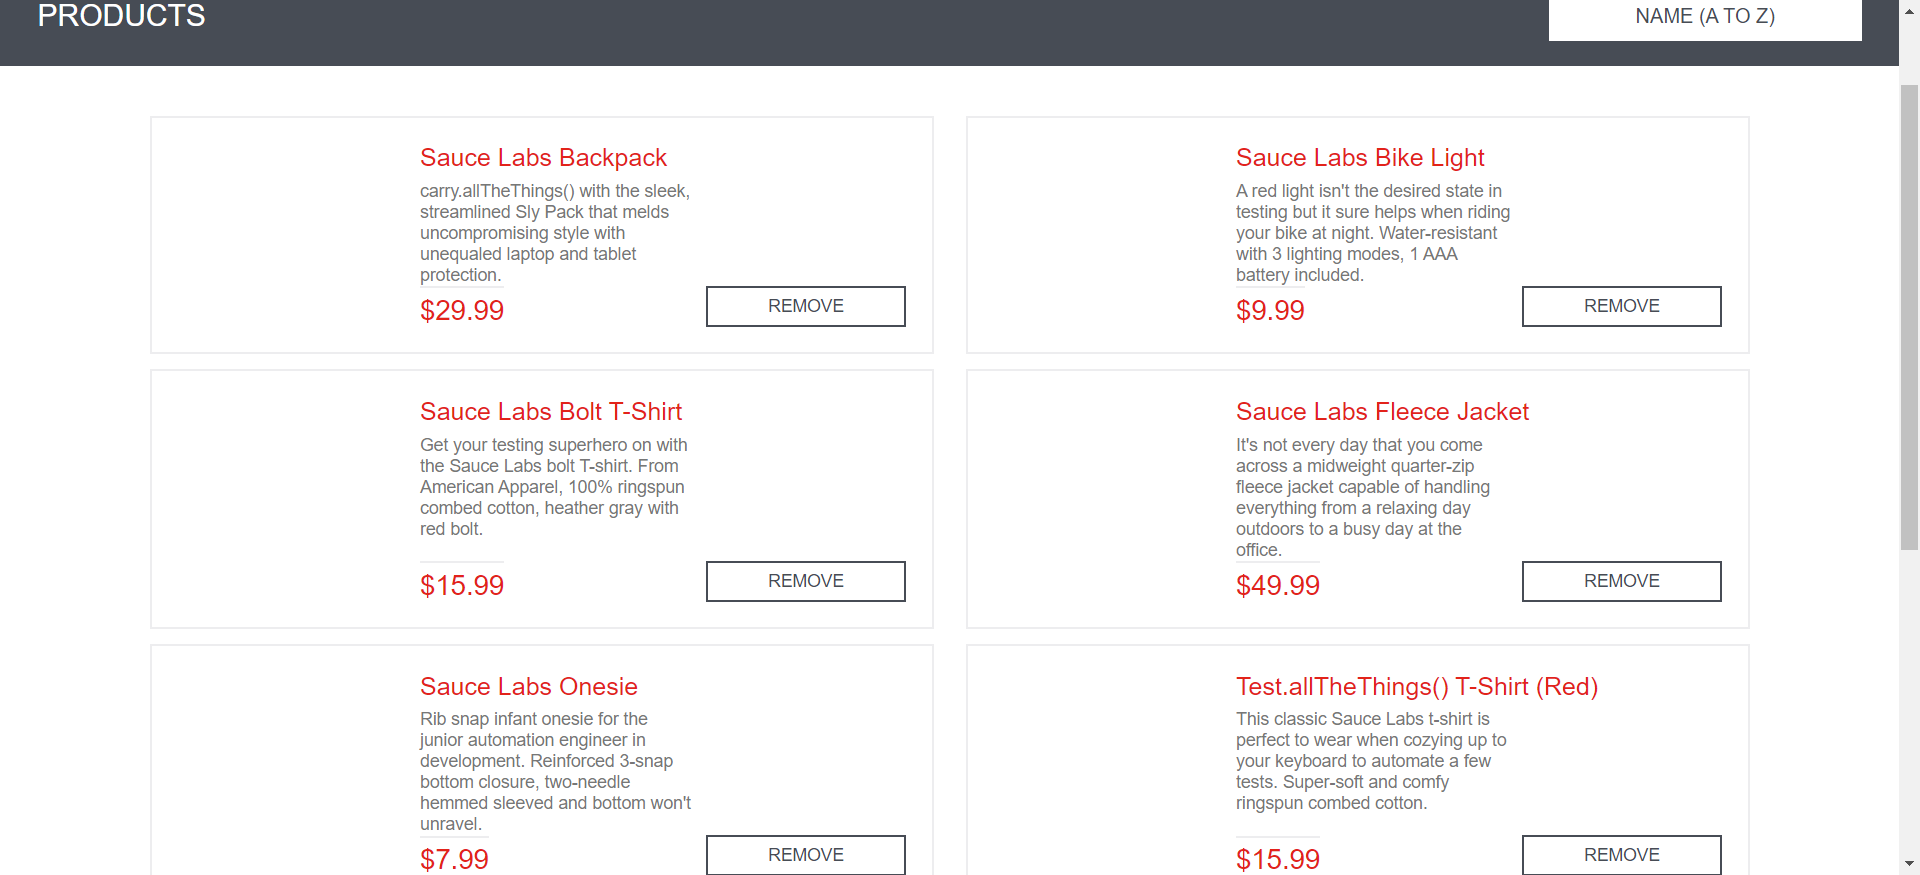 PRODUCTS
NAME (A TO Z)
Sauce Labs Backpack
carry.allTheThings() with the sleek,
streamlined Sly Pack that melds
uncompromising style with
unequaled laptop and tablet
protection.
$29.99
REMOVE
Sauce Labs Bike Light
A red light isn't the desired state in
testing but it sure helps when riding
your bike at night. Water-resistant
with 3 lighting modes, 1 AAA
battery included.
$9.99
REMOVE
Sauce Labs Bolt T-Shirt
Get your testing superhero on with
the Sauce Labs bolt T-shirt. From
American Apparel, 100% ringspun
combed cotton, heather gray with
red bolt.
$15.99
REMOVE
Sauce Labs Fleece Jacket
It's not every day that you come
across a midweight quarter-zip
fleece jacket capable of handling
everything from a relaxing day
outdoors to a busy day at the
office.
$49.99
REMOVE
Sauce Labs Onesie
Rib snap infant onesie for the
junior automation engineer in
development. Reinforced 3-snap
bottom closure, two-needle
hemmed sleeved and bottom won't
unravel.
$7.99
REMOVE
Test.allTheThings() T-Shirt (Red)
This classic Sauce Labs t-shirt is
perfect to wear when cozying up to
your keyboard to automate a few
tests. Super-soft and comfy
ringspun combed cotton.
$15.99
REMOVE